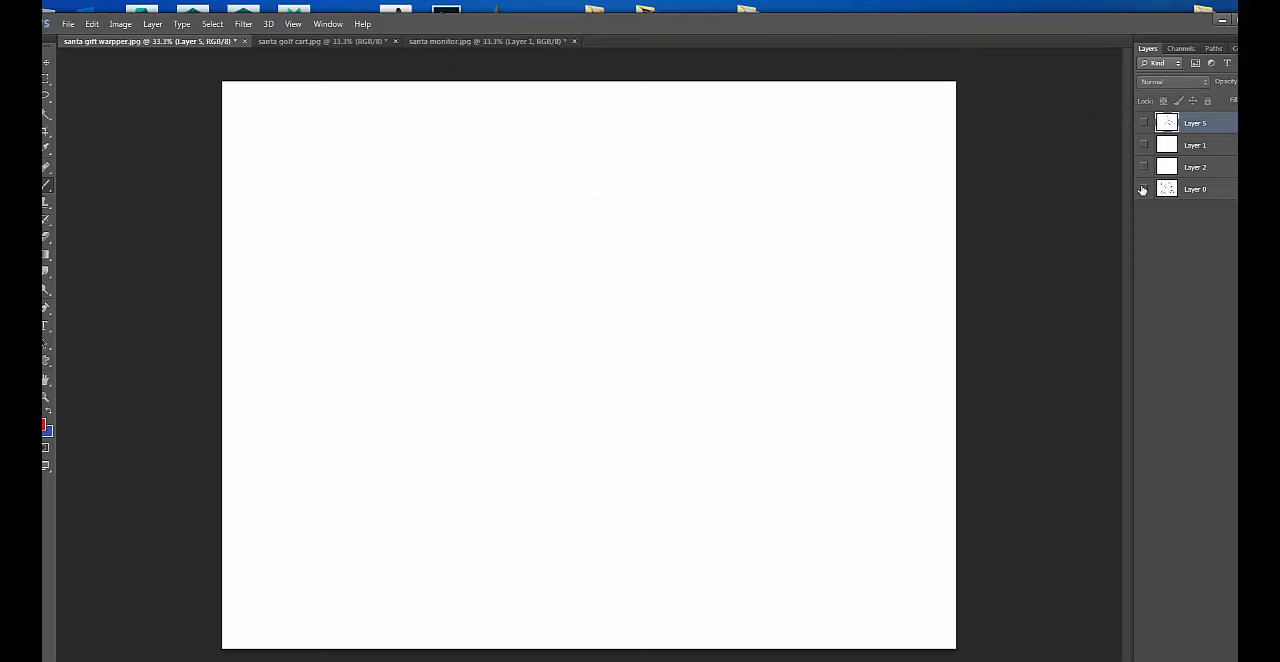 S File Edit Image Layer Type Select Filter 3D View Window Help
santa gift warpper.jpg @ 33.3% (Layer 5, RGB/8) * × santa golf cart.jpg @ 33.3% (RGB/8) * × santa monitor.jpg @ 33.3% (Layer 1, RGB/8) * ×
Layers Channels Paths
Kind
Normal Opacity
Lock: Fill
Layer 5
Layer 1
Layer 2
Layer 0